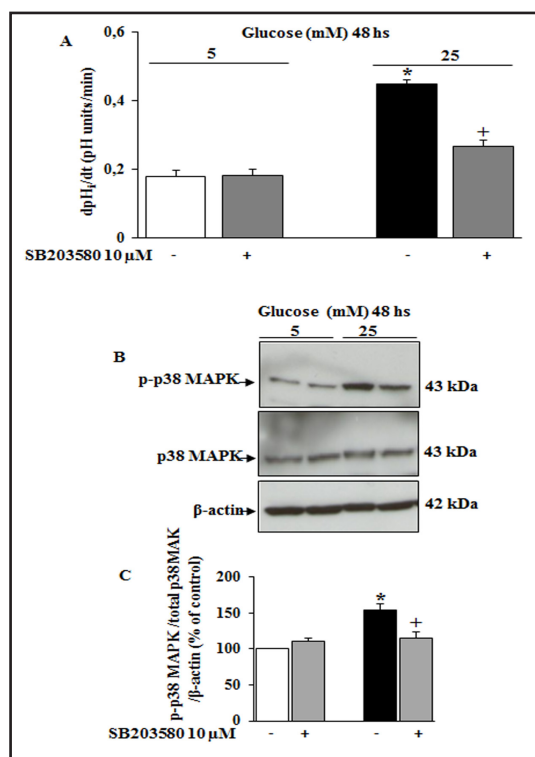 A
Glucose (mM) 48 hs
5
25
dpHi/dt (pH units/min)
0,6
0,4
0,2
0
*
+
SB203580 10 µM
- + - +
Glucose (mM) 48 hs
5 25
B
p-p38 MAPK
43 kDa
p38 MAPK
43 kDa
β-actin
42 kDa
C
p-p38 MAPK /total p38MAK
/β-actin (% of control)
200
150
100
50
0
*
+
SB203580 10 µM
- + - +